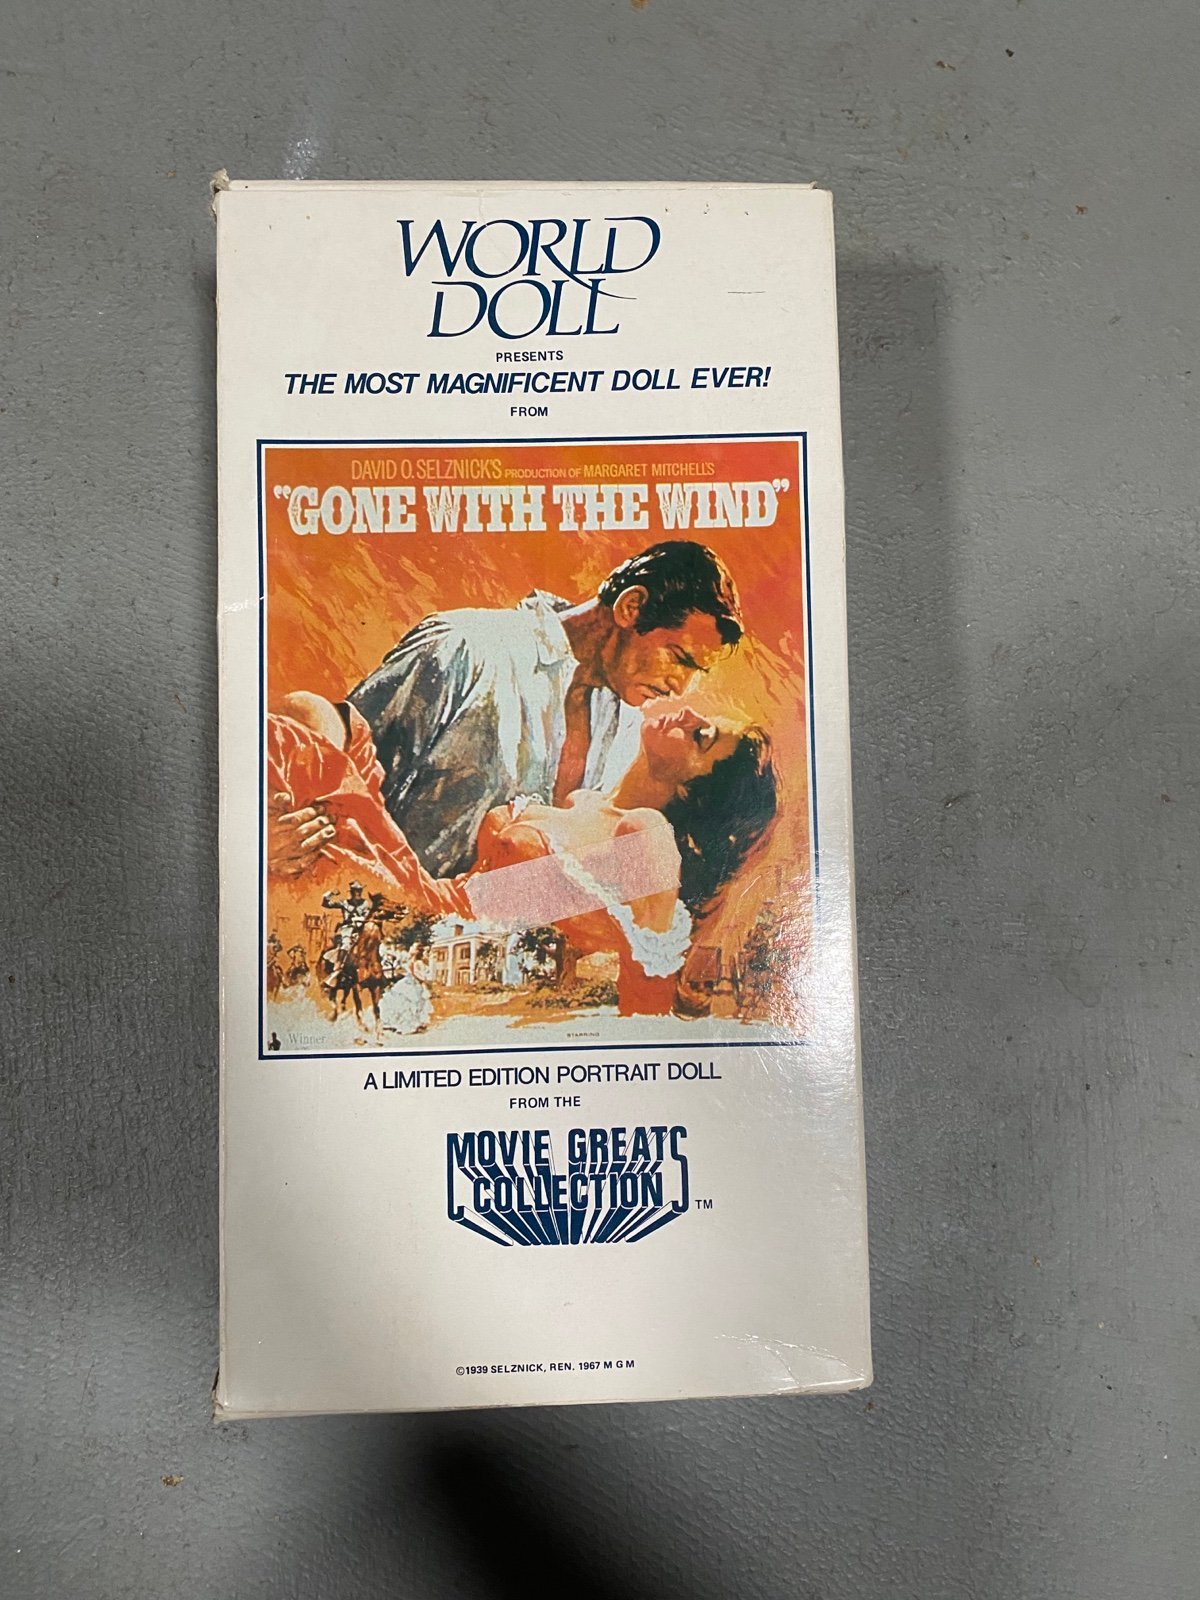 WORLD
DOLL
PRESENTS
THE MOST MAGNIFICENT DOLL EVER!
FROM
DAVID O. SELZNICK'S PRODUCTION OF MARGARET MITCHELL'S
"GONE WITH THE WIND"
Winner
STARRING
A LIMITED EDITION PORTRAIT DOLL
FROM THE
MOVIE GREATS
COLLECTION TM
©1939 SELZNICK, REN. 1967 M G M